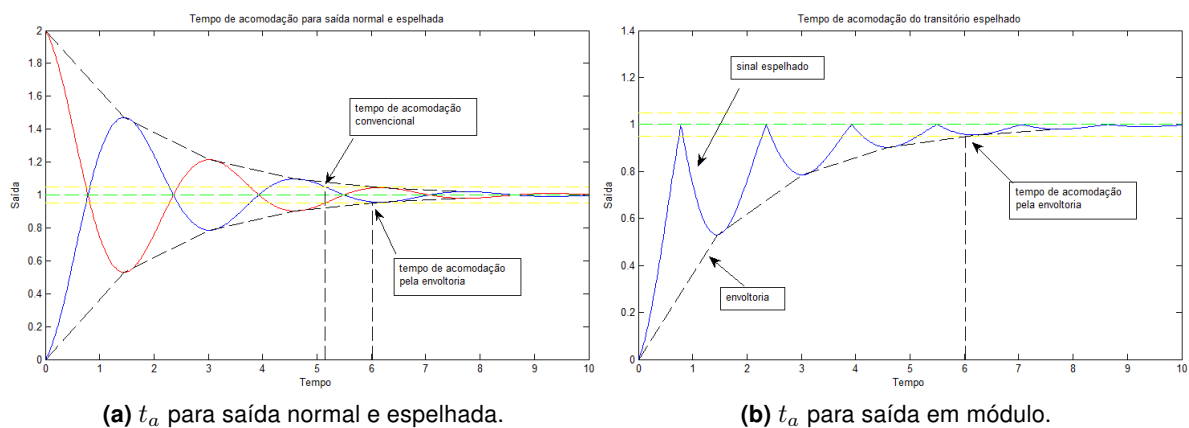 Tempo de acomodação para saída normal e espelhada
2
1.8
1.6
1.4
1.2
1
0.8
0.6
0.4
0.2
0
Saída
tempo de acomodação
convencional
tempo de acomodação
pela envoltoria
0 1 2 3 4 5 6 7 8 9 10
Tempo
(a) ta para saída normal e espelhada.
Tempo de acomodação do transitório espelhado
1.4
1.2
1
0.8
0.6
0.4
0.2
0
Saída
sinal espelhado
tempo de acomodação
pela envoltoria
envoltoria
0 1 2 3 4 5 6 7 8 9 10
Tempo
(b) ta para saída em módulo.